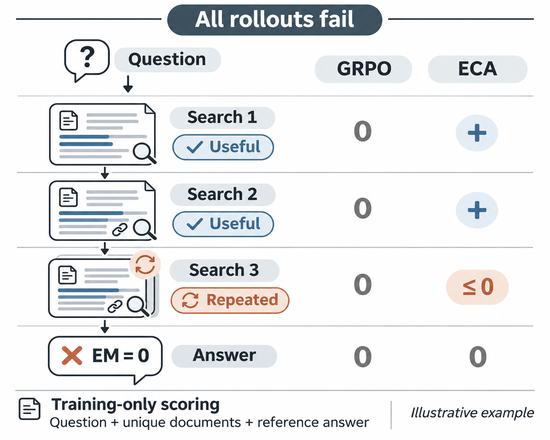 All rollouts fail
?
Question
GRPO
ECA
Search 1
✓ Useful
0
+
Search 2
✓ Useful
0
+
Search 3
Repeated
0
≤ 0
EM = 0
Answer
0
0
Training-only scoring
Question + unique documents + reference answer
Illustrative example